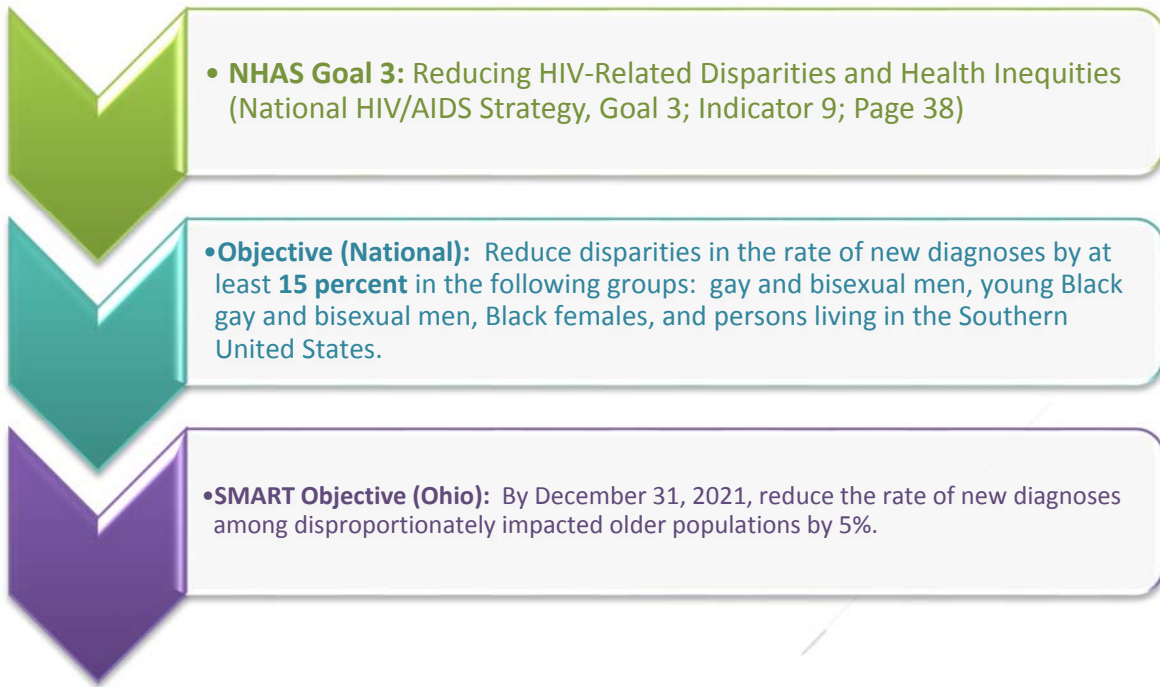 • NHAS Goal 3: Reducing HIV-Related Disparities and Health Inequities
(National HIV/AIDS Strategy, Goal 3; Indicator 9; Page 38)
•Objective (National): Reduce disparities in the rate of new diagnoses by at
least 15 percent in the following groups: gay and bisexual men, young Black
gay and bisexual men, Black females, and persons living in the Southern
United States.
•SMART Objective (Ohio): By December 31, 2021, reduce the rate of new diagnoses
among disproportionately impacted older populations by 5%.